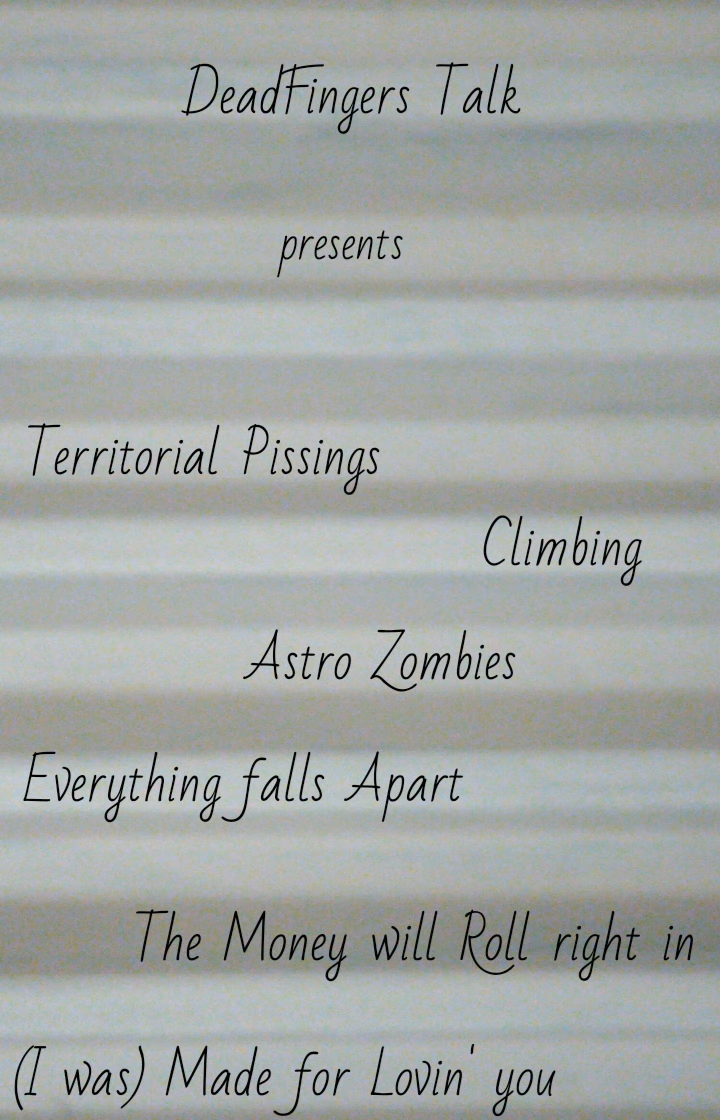 DeadFingers Talk
presents
Territorial Pissings
Climbing
Astro Zombies
Everything falls Apart
The Money will Roll right in
(I was) Made for Lovin' you